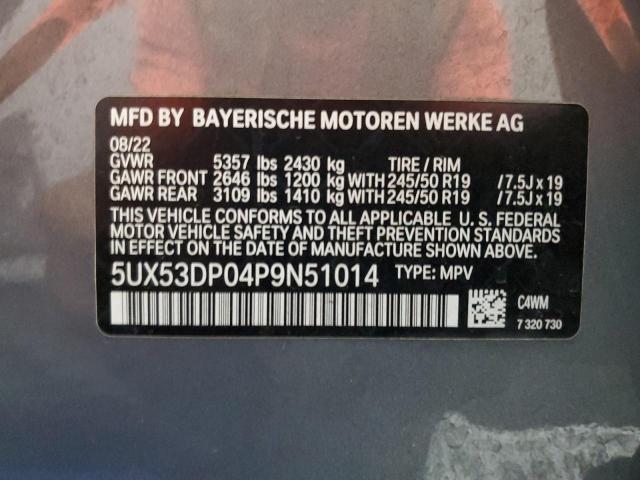 MFD BY BAYERISCHE MOTOREN WERKE AG
08/22
GVWR 5357 lbs 2430 kg TIRE / RIM
GAWR FRONT 2646 lbs 1200 kg WITH 245/50 R19 /7.5J x 19
GAWR REAR 3109 lbs 1410 kg WITH 245/50 R19 /7.5J x 19
THIS VEHICLE CONFORMS TO ALL APPLICABLE U. S. FEDERAL
MOTOR VEHICLE SAFETY AND THEFT PREVENTION STANDARDS
IN EFFECT ON THE DATE OF MANUFACTURE SHOWN ABOVE.
5UX53DP04P9N51014 TYPE: MPV
C4WM
7 320 730